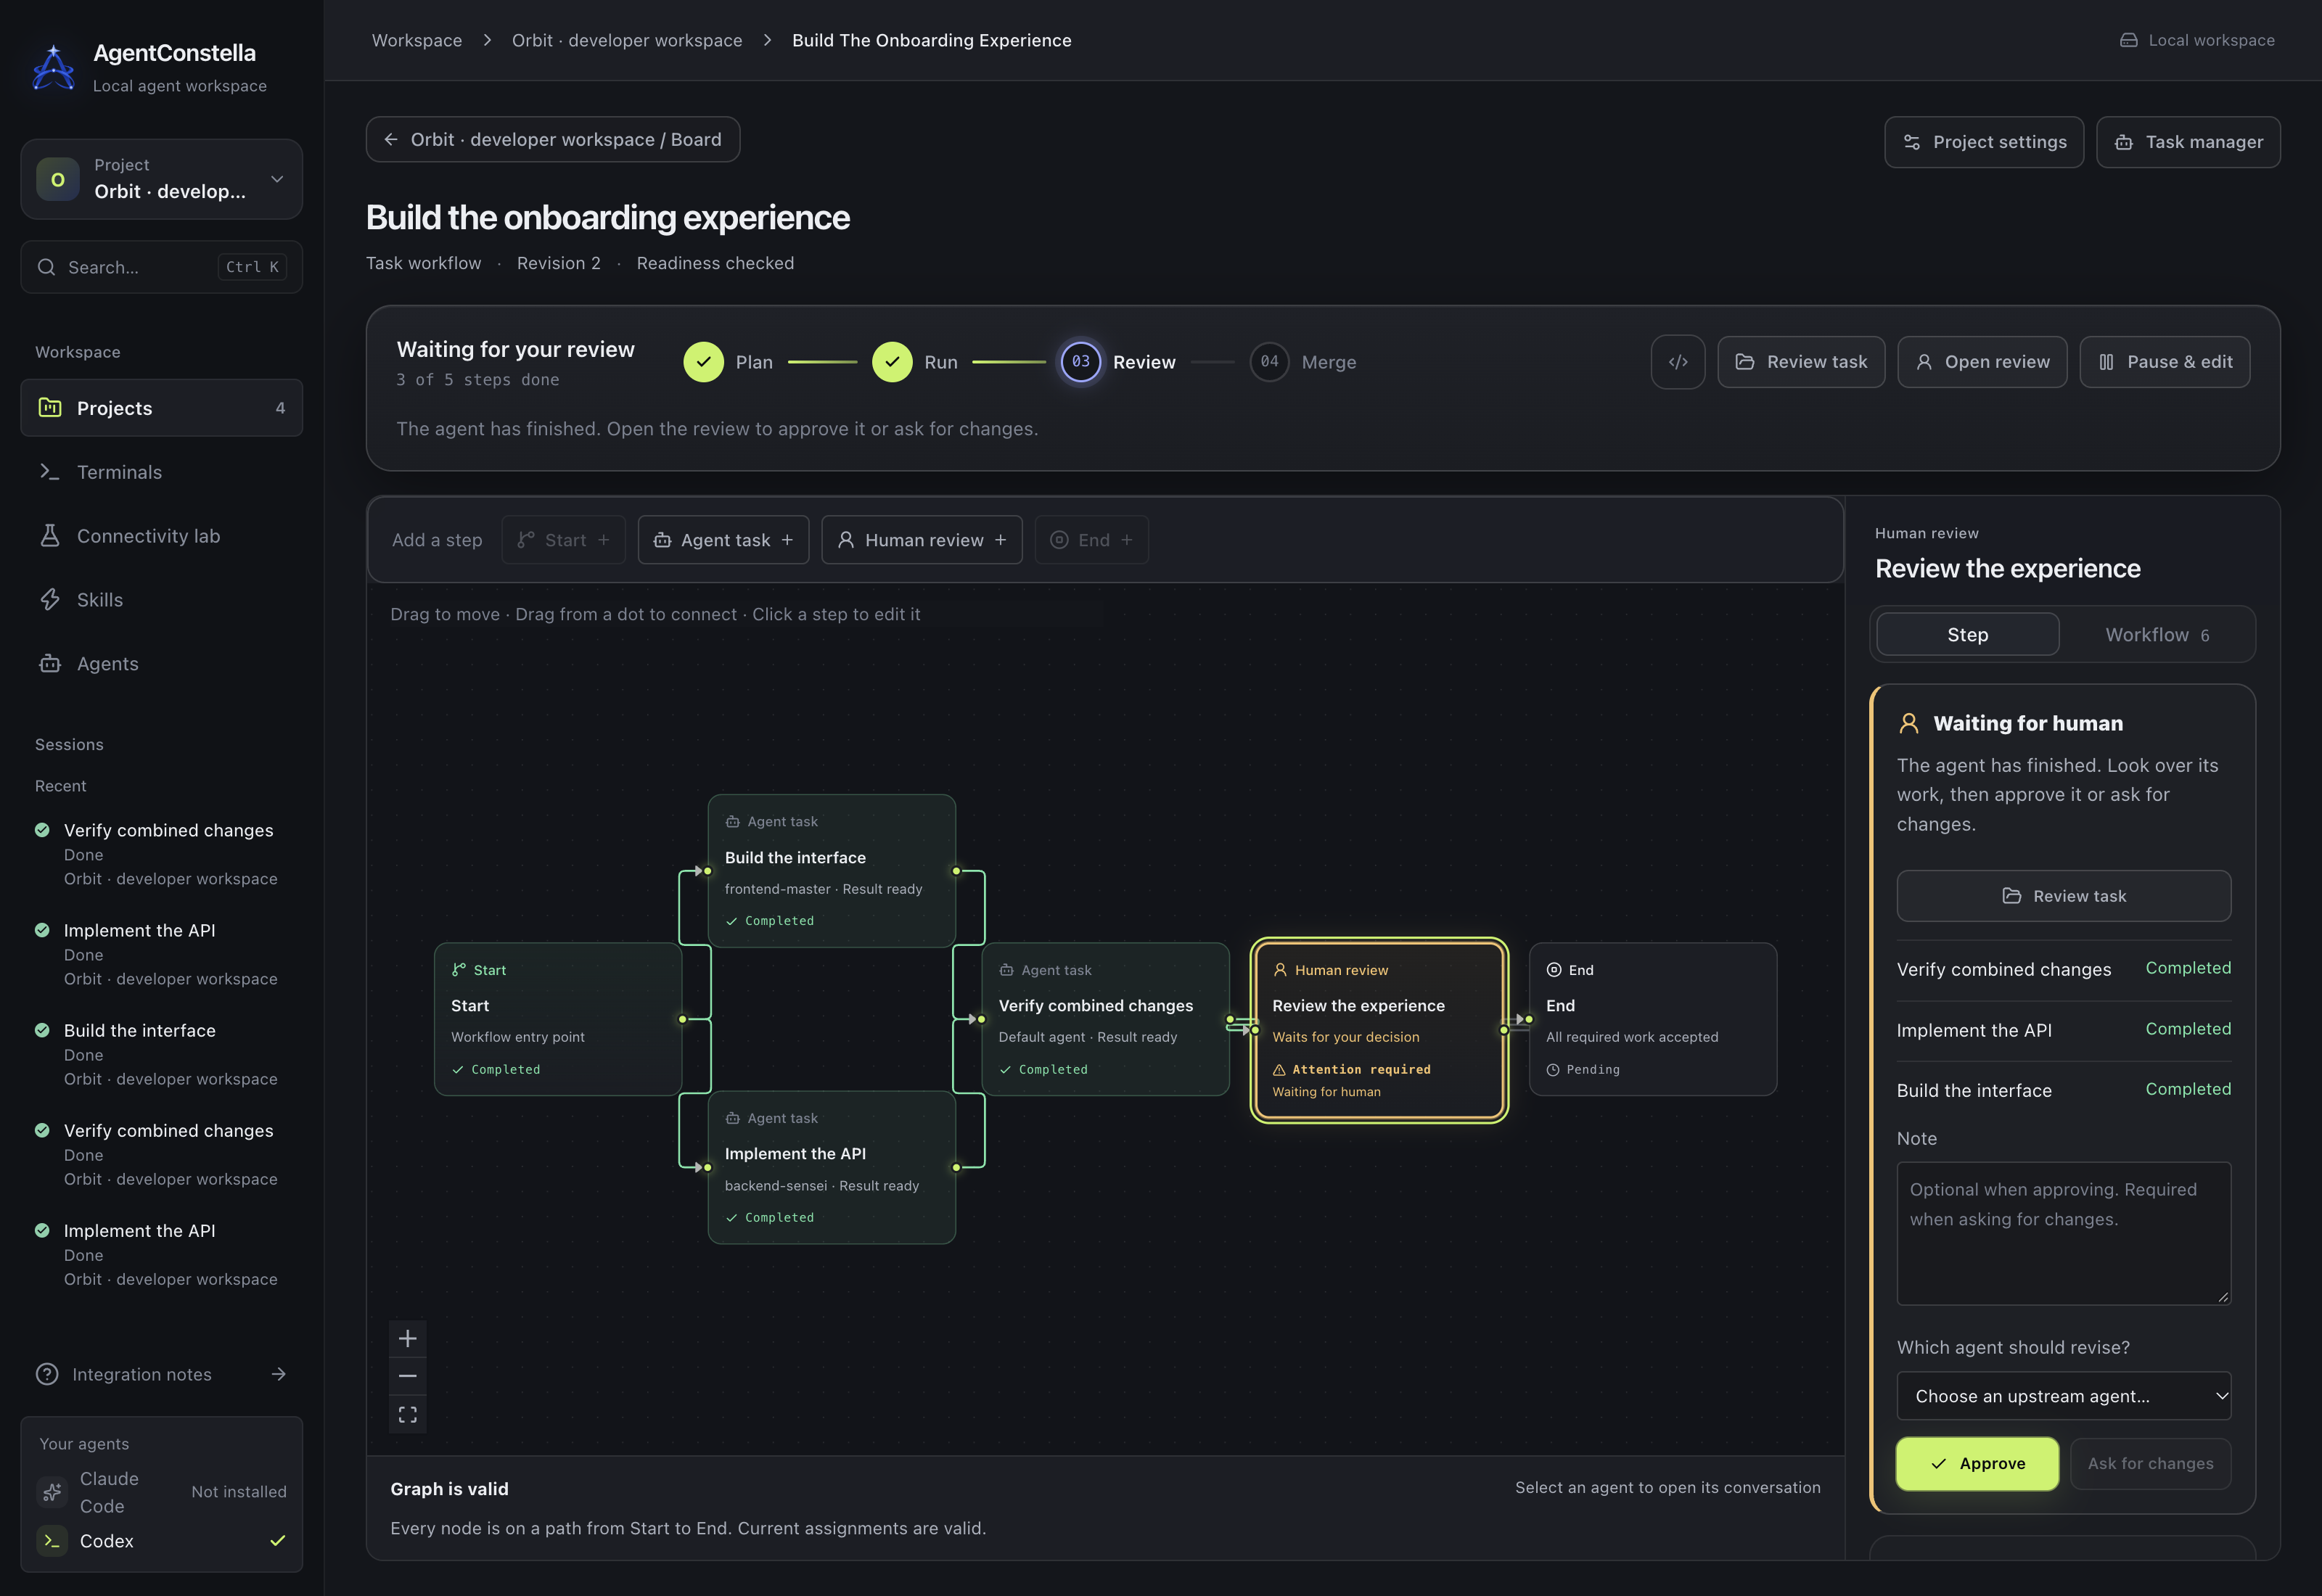 AgentConstella
Local agent workspace
Project
O
Orbit · develop...
Search...
Ctrl K
Workspace
Projects
4
Terminals
Connectivity lab
Skills
Agents
Sessions
Recent
Verify combined changes
Done
Orbit · developer workspace
Implement the API
Done
Orbit · developer workspace
Build the interface
Done
Orbit · developer workspace
Verify combined changes
Done
Orbit · developer workspace
Implement the API
Done
Orbit · developer workspace
Integration notes
Your agents
Claude
Code
Not installed
Codex
Workspace
Orbit · developer workspace
Build The Onboarding Experience
Local workspace
Orbit · developer workspace / Board
Project settings
Task manager
Build the onboarding experience
Task workflow · Revision 2 · Readiness checked
Waiting for your review
3 of 5 steps done
Plan
Run
03
Review
04
Merge
Review task
Open review
Pause & edit
The agent has finished. Open the review to approve it or ask for changes.
Add a step
Start +
Agent task +
Human review +
End +
Drag to move · Drag from a dot to connect · Click a step to edit it
Start
Start
Workflow entry point
Completed
Agent task
Build the interface
frontend-master · Result ready
Completed
Agent task
Implement the API
backend-sensei · Result ready
Completed
Agent task
Verify combined changes
Default agent · Result ready
Completed
Human review
Review the experience
Waits for your decision
Attention required
Waiting for human
End
End
All required work accepted
Pending
Graph is valid
Every node is on a path from Start to End. Current assignments are valid.
Select an agent to open its conversation
Human review
Review the experience
Step
Workflow 6
Waiting for human
The agent has finished. Look over its
work, then approve it or ask for
changes.
Review task
Verify combined changes
Completed
Implement the API
Completed
Build the interface
Completed
Note
Optional when approving. Required
when asking for changes.
Which agent should revise?
Choose an upstream agent...
Approve
Ask for changes